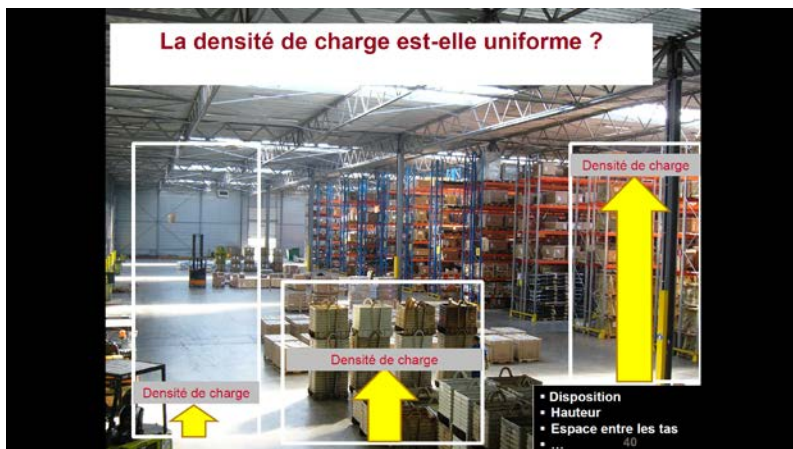 La densité de charge est-elle uniforme ?
Densité de charge
Densité de charge
Densité de charge
▪ Disposition
▪ Hauteur
▪ Espace entre les tas
▪ ...
40